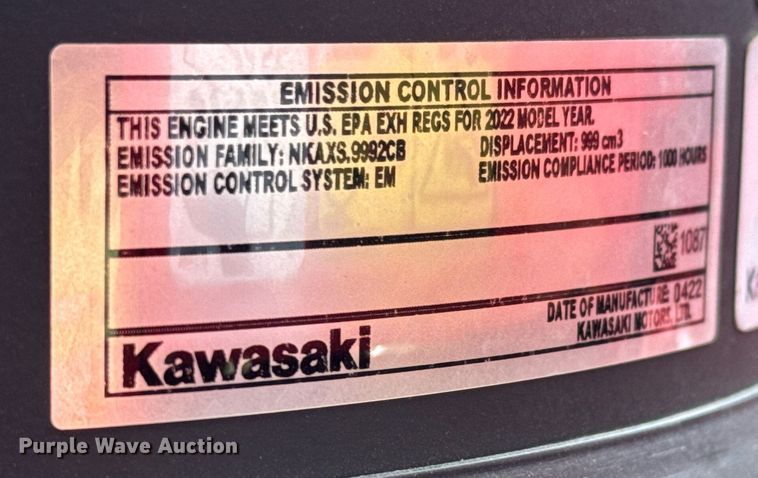 EMISSION CONTROL INFORMATION
THIS ENGINE MEETS U.S. EPA EXH REGS FOR 2022 MODEL YEAR.
EMISSION FAMILY: NKAXS.9992CB DISPLACEMENT: 999 cm3
EMISSION CONTROL SYSTEM: EM EMISSION COMPLIANCE PERIOD: 1000 HOURS
1087
DATE OF MANUFACTURE 0422
KAWASAKI MOTORS, LTD.
Kawasaki
Purple Wave Auction